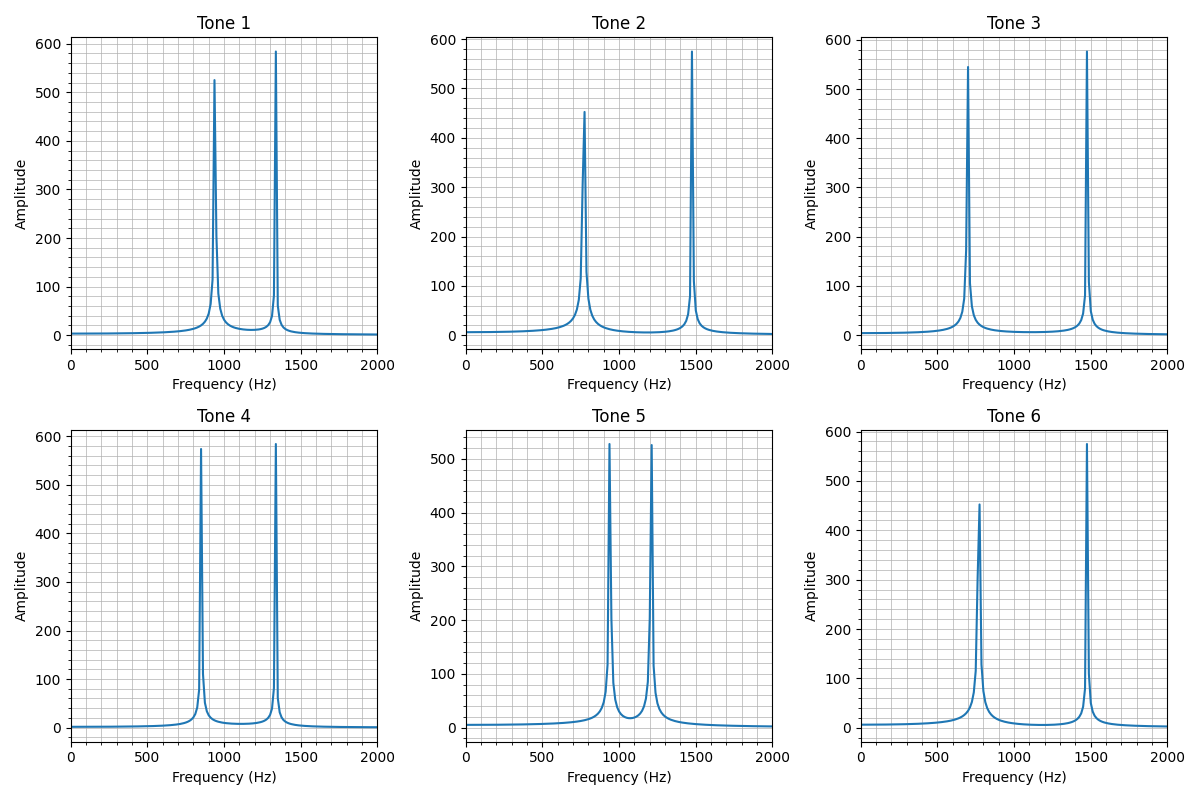 Tone 1 Tone 2 Tone 3
600 600 600
500 500 500
400 400 400
300 300 300
200 200 200
100 100 100
0 0 0
Amplitude Amplitude Amplitude
0 500 1000 1500 2000 0 500 1000 1500 2000 0 500 1000 1500 2000
Frequency (Hz) Frequency (Hz) Frequency (Hz)
Tone 4 Tone 5 Tone 6
600 500 600
500 400 500
400 300 400
300 200 300
200 100 200
100 0 100
0 0
Amplitude Amplitude Amplitude
0 500 1000 1500 2000 0 500 1000 1500 2000 0 500 1000 1500 2000
Frequency (Hz) Frequency (Hz) Frequency (Hz)